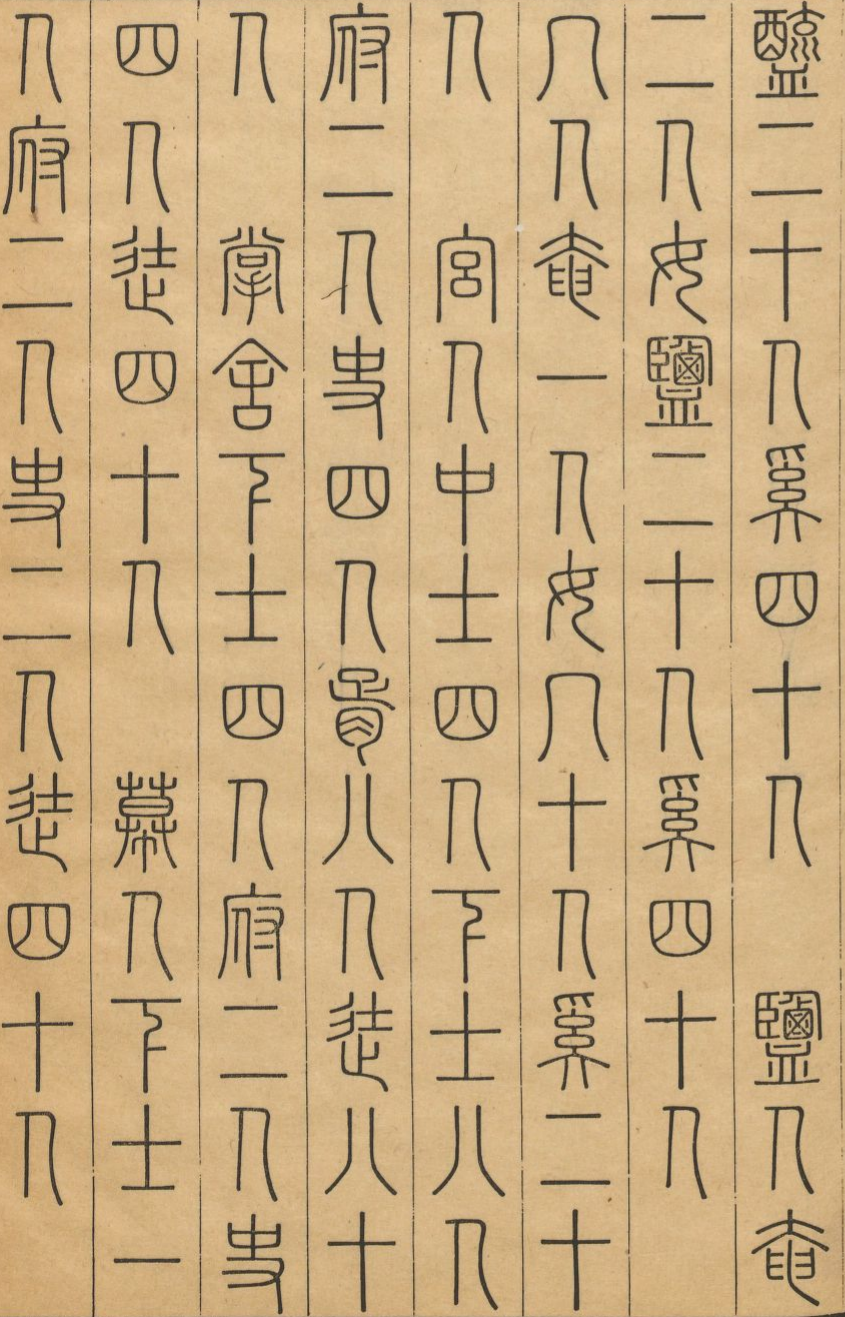 醯二十人奚四十人　鹽人奄
二人女鹽二十人奚四十人
冖人奄一人女冖十人奚二十
人　宮人中士四人下士八人
府二人史四人胥八人徒八十
人　掌舍下士四人府二人史
四人徒四十人　幕人下士一
人府二人史二人徒四十人